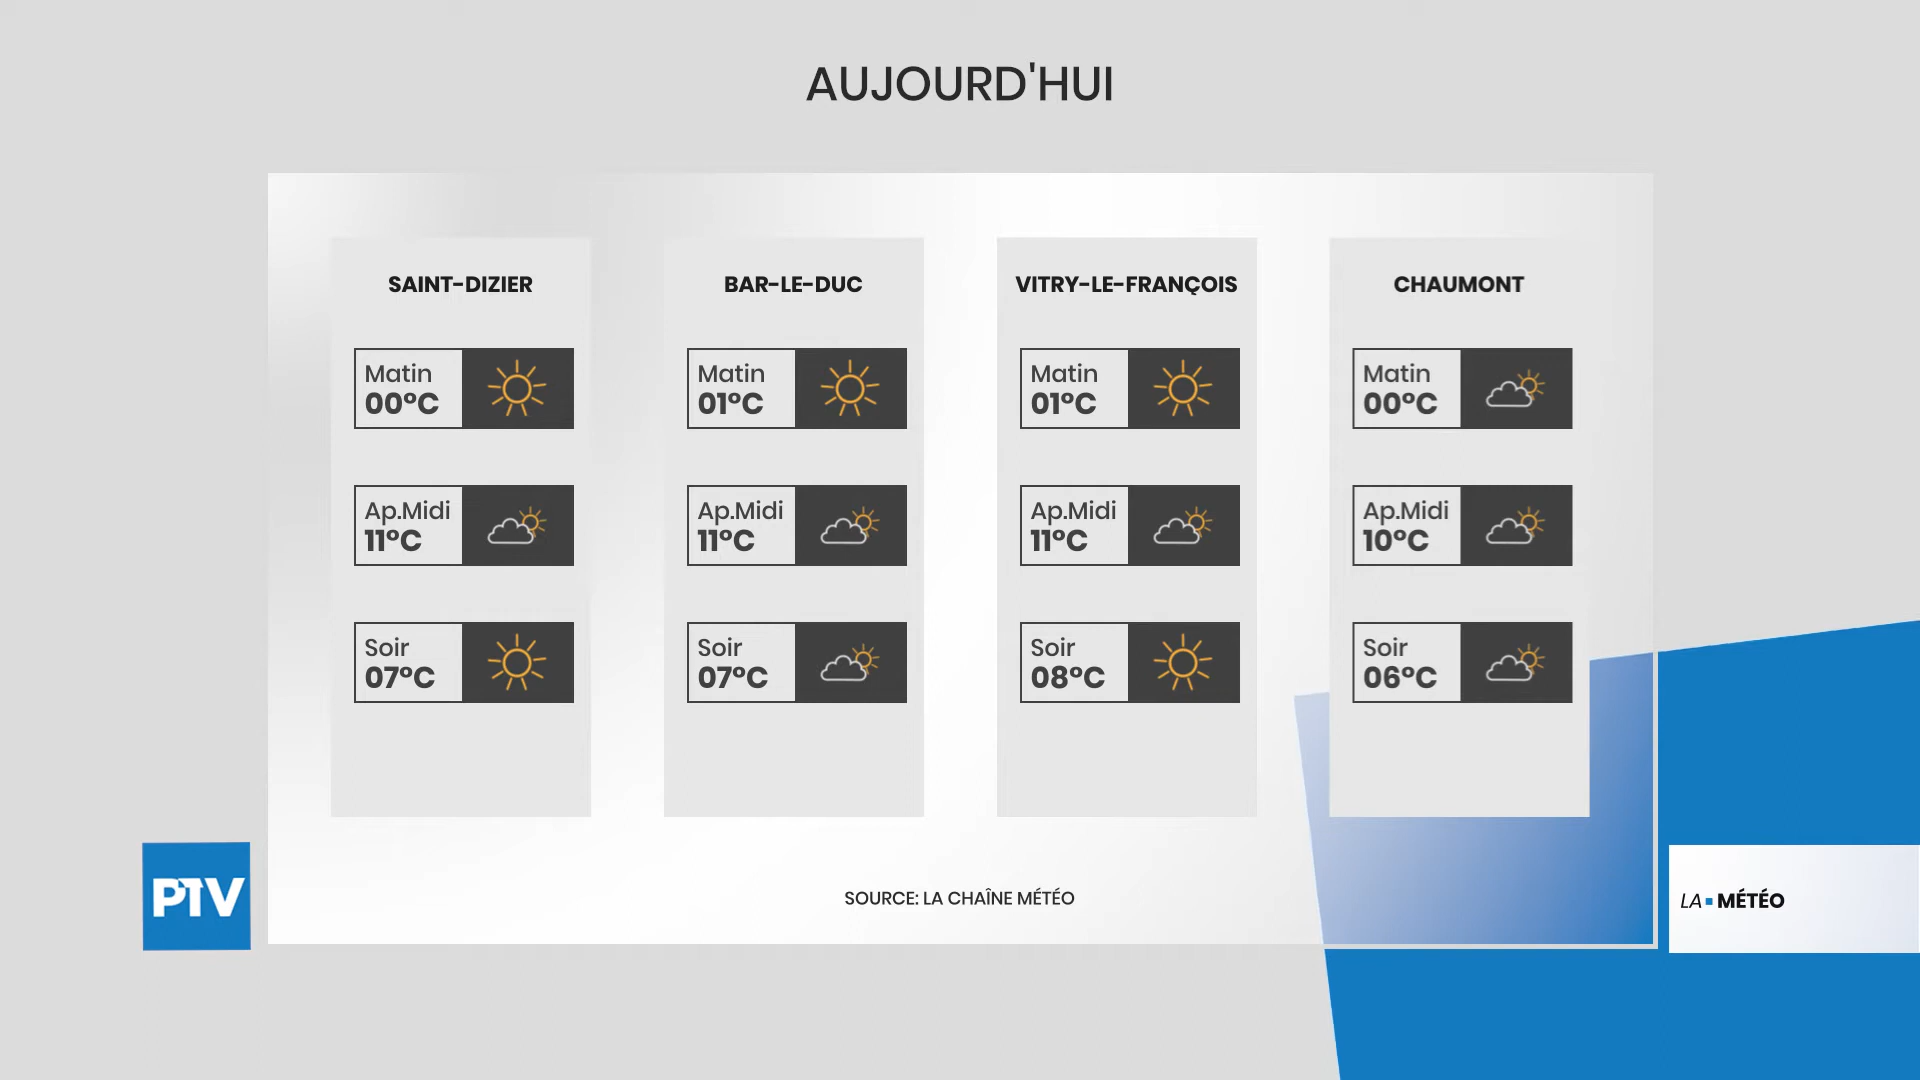 AUJOURD'HUI
SAINT-DIZIER
Matin
00°C
Ap.Midi
11°C
Soir
07°C
BAR-LE-DUC
Matin
01°C
Ap.Midi
11°C
Soir
07°C
VITRY-LE-FRANÇOIS
Matin
01°C
Ap.Midi
11°C
Soir
08°C
CHAUMONT
Matin
00°C
Ap.Midi
10°C
Soir
06°C
SOURCE: LA CHAÎNE MÉTÉO
PTV
LA MÉTÉO